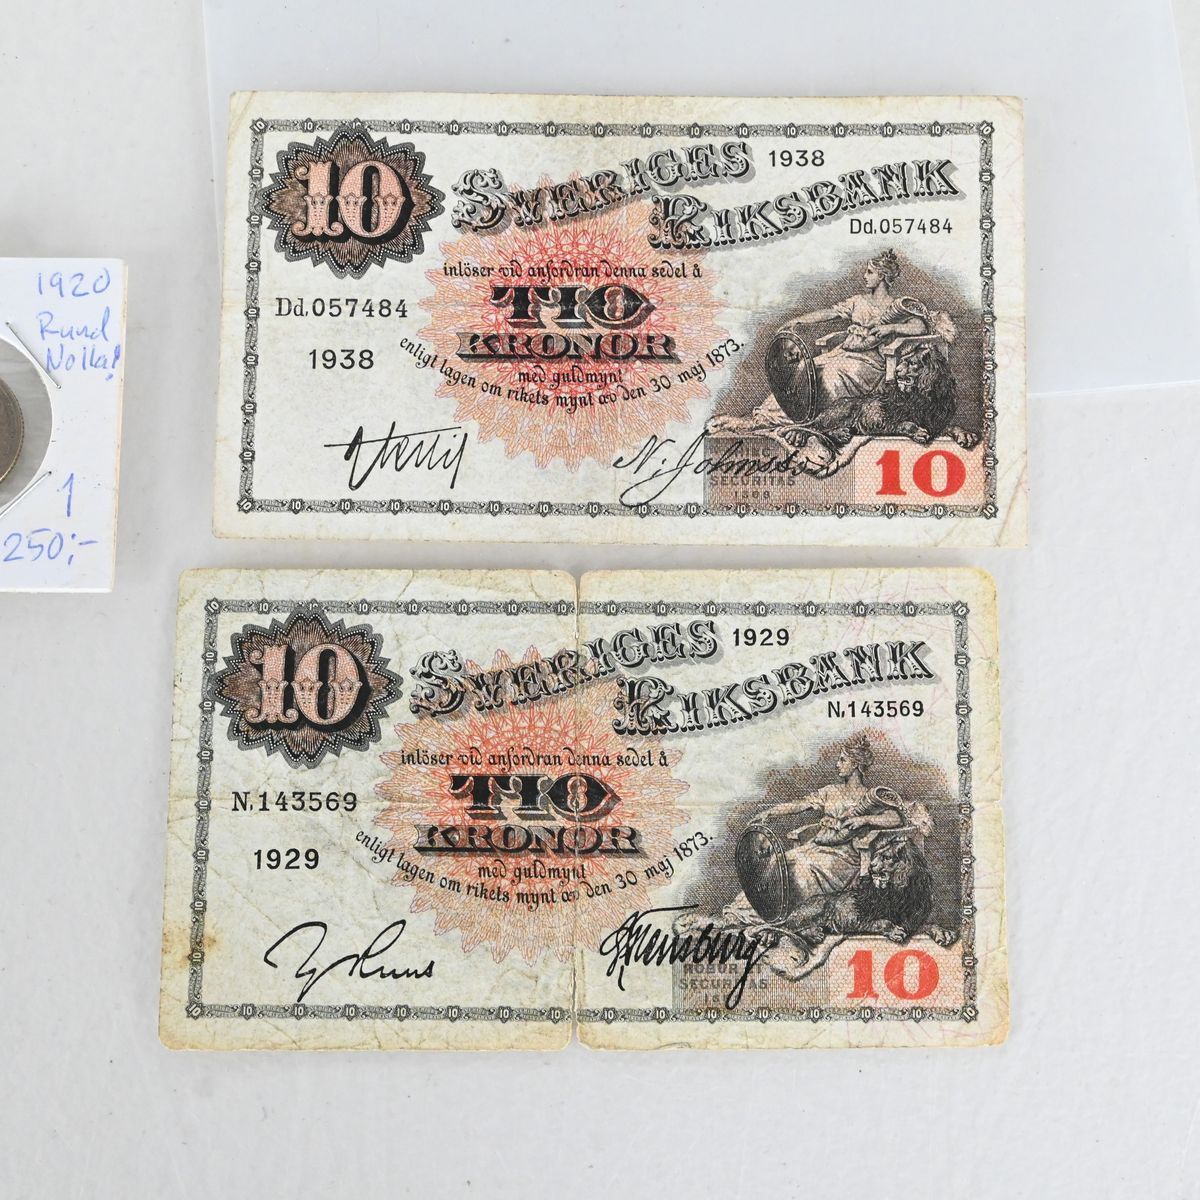 10
SVERIGES 1938
RIKSBANK
Dd.057484
inlöser vid anfordran denna sedel å
TIO
KRONOR
med guldmynt
enligt lagen om rikets mynt av den 30 maj 1873.
Dd.057484
1938
SECURITAS
10
1920
Rund
Nolla!
1
250:-
10
SVERIGES 1929
RIKSBANK
N.143569
inlöser vid anfordran denna sedel å
TIO
KRONOR
med guldmynt
enligt lagen om rikets mynt av den 30 maj 1873.
N.143569
1929
SECURITAS
10